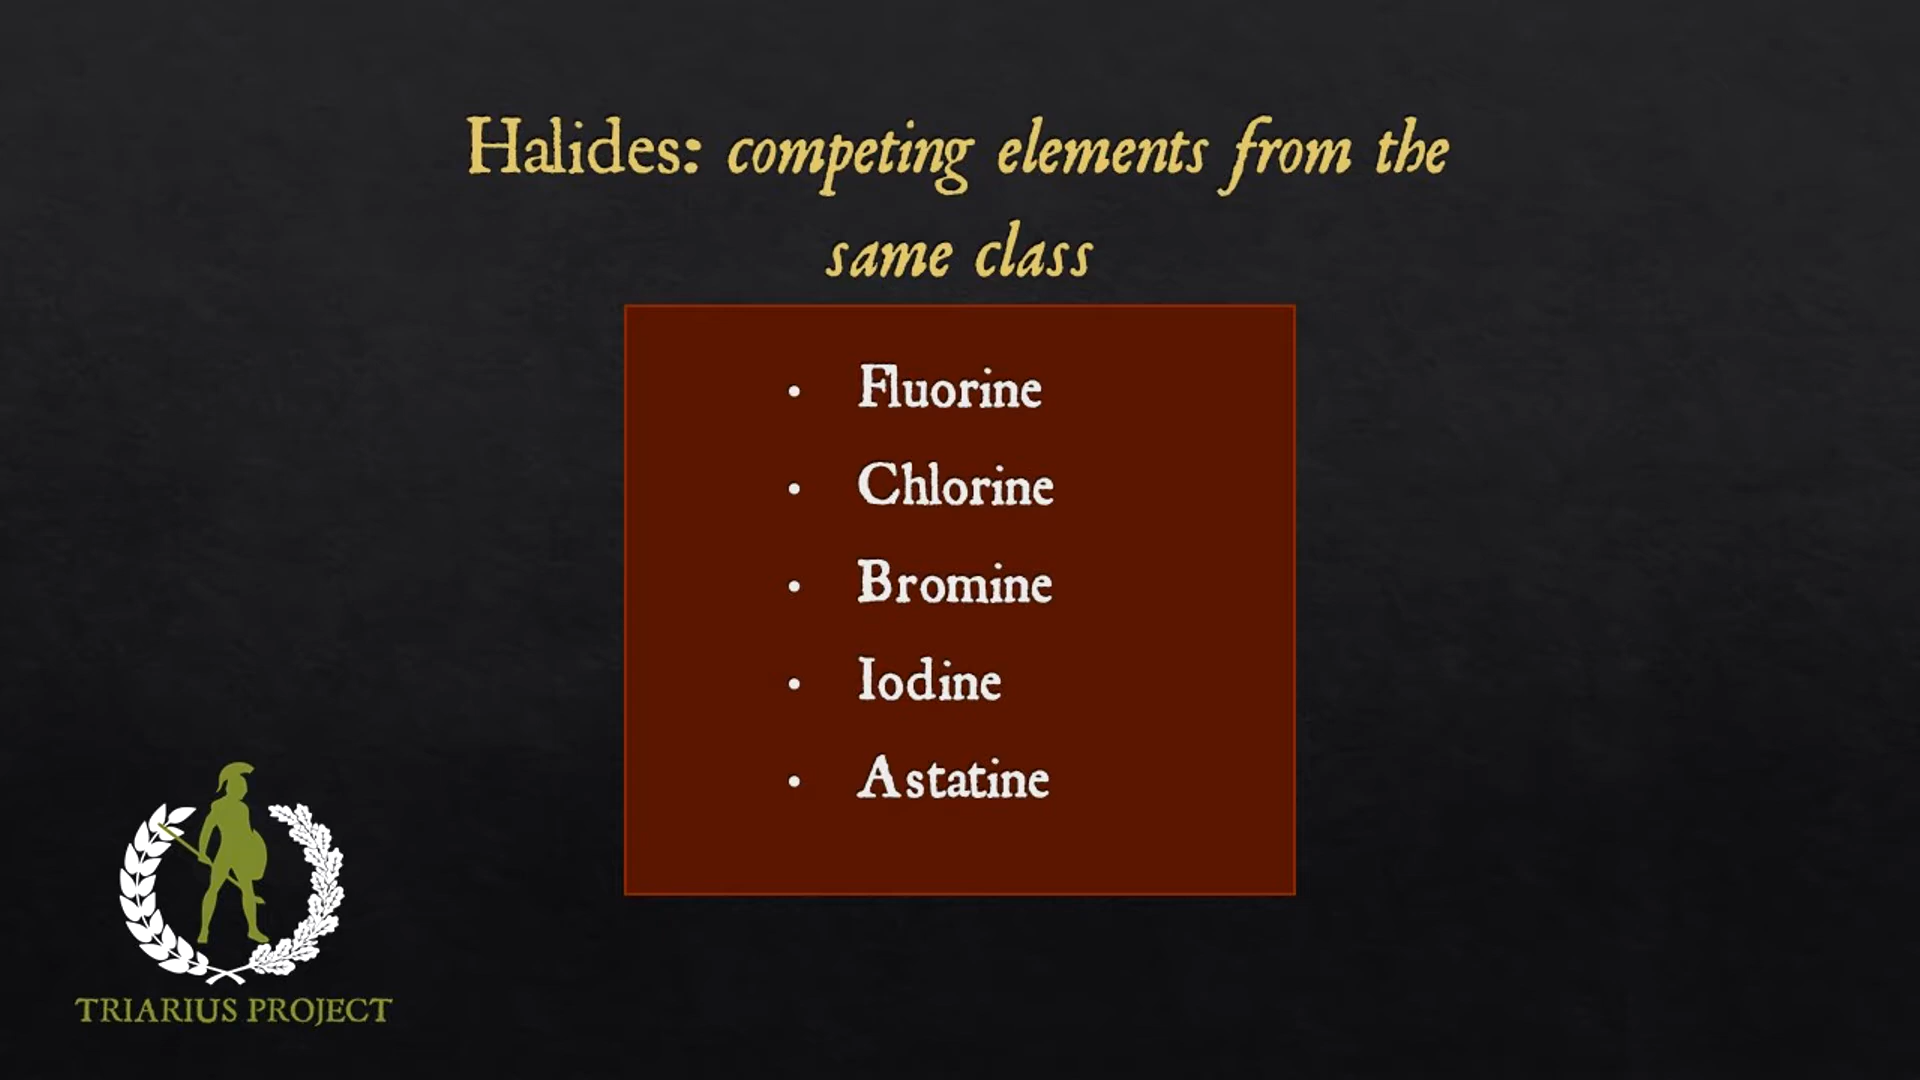 Halides: competing elements from the
same class
• Fluorine
• Chlorine
• Bromine
• Iodine
• Astatine
TRIARIUS PROJECT